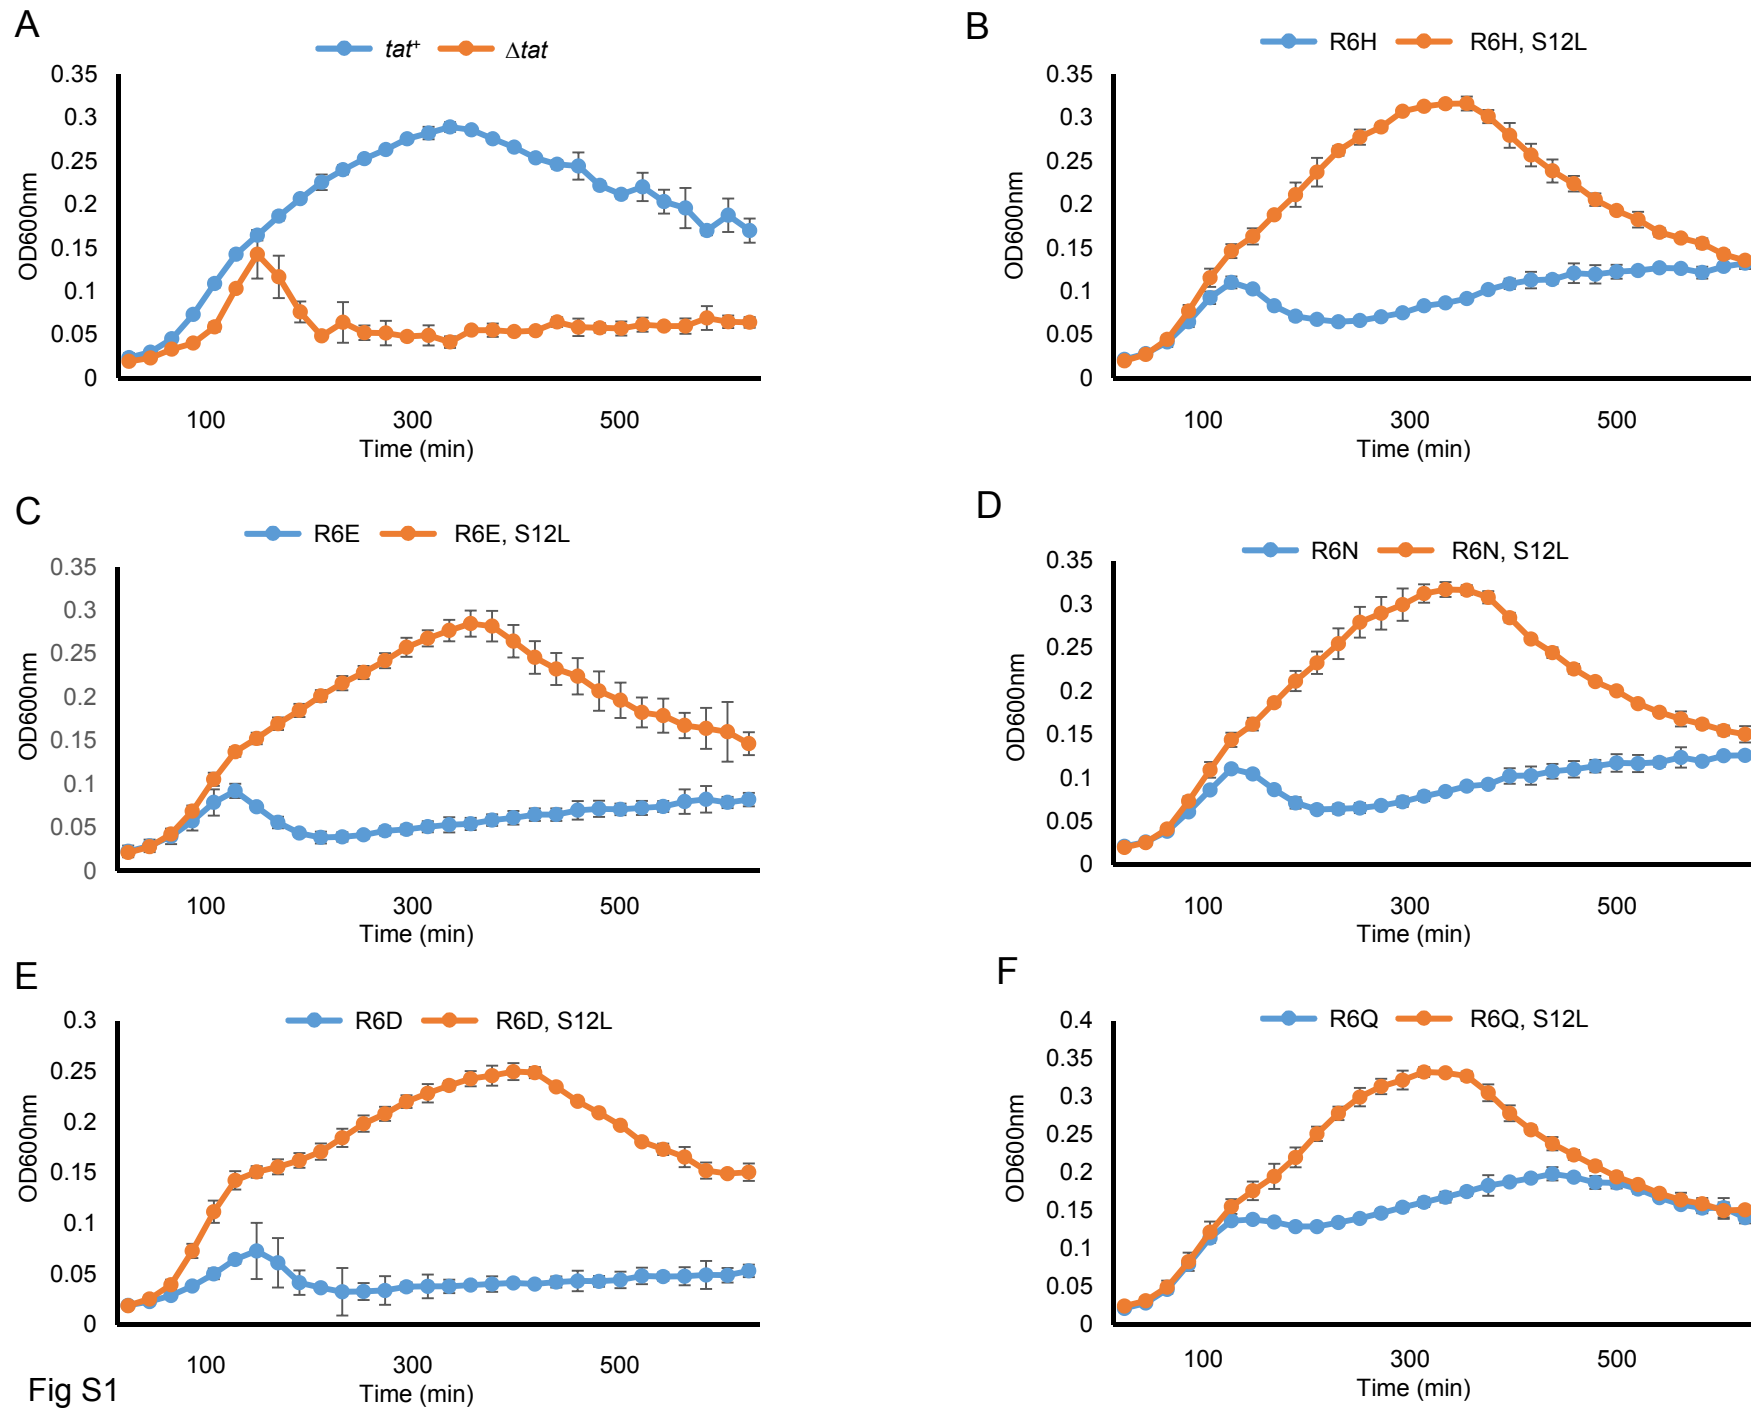 A
tat⁺ Δtat
0.35
0.3
0.25
0.2
0.15
0.1
0.05
0
OD600nm
100 300 500
Time (min)
B
R6H R6H, S12L
0.35
0.3
0.25
0.2
0.15
0.1
0.05
0
OD600nm
100 300 500
Time (min)
C
R6E R6E, S12L
0.35
0.3
0.25
0.2
0.15
0.1
0.05
0
OD600nm
100 300 500
Time (min)
D
R6N R6N, S12L
0.35
0.3
0.25
0.2
0.15
0.1
0.05
0
OD600nm
100 300 500
Time (min)
E
R6D R6D, S12L
0.3
0.25
0.2
0.15
0.1
0.05
0
OD600nm
100 300 500
Time (min)
F
R6Q R6Q, S12L
0.4
0.35
0.3
0.25
0.2
0.15
0.1
0.05
0
OD600nm
100 300 500
Time (min)
Fig S1